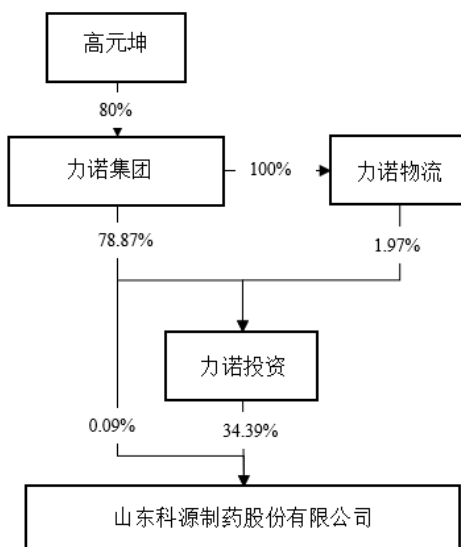 高元坤
80%
力诺集团
100%
力诺物流
78.87%
1.97%
力诺投资
0.09%
34.39%
山东科源制药股份有限公司